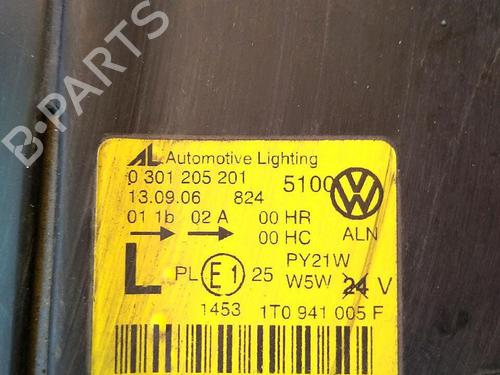 B-PARTS
AL Automotive Lighting
0 301 205 201 5100
13.09.06 824
01 1b 02 A 00 HR
00 HC ALN
L PL E1 25 PY21W
W5W 24 V
1453 1T0 941 005 F